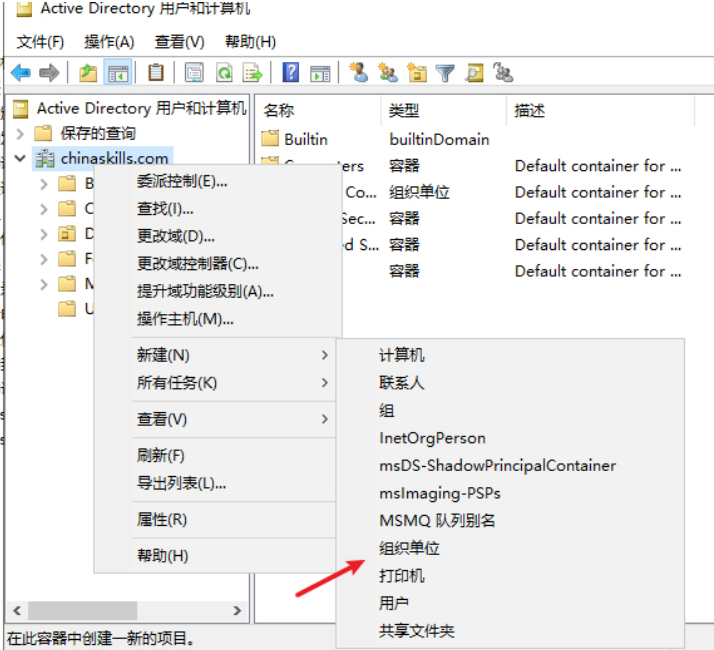 Active Directory 用户和计算机
文件(F) 操作(A) 查看(V) 帮助(H)
Active Directory 用户和计算机
保存的查询
chinaskills.com
名称 类型 描述
Builtin builtinDomain
容器 Default container for ...
Co... 组织单位 Default container for ...
容器 Default container for ...
S... 容器 Default container for ...
容器 Default container for ...
委派控制(E)...
查找(I)...
更改域(D)...
更改域控制器(C)...
提升域功能级别(A)...
操作主机(M)...
新建(N)
所有任务(K)
查看(V)
刷新(F)
导出列表(L)...
属性(R)
帮助(H)
计算机
联系人
组
InetOrgPerson
msDS-ShadowPrincipalContainer
msImaging-PSPs
MSMQ 队列别名
组织单位
打印机
用户
共享文件夹
在此容器中创建一新的项目。